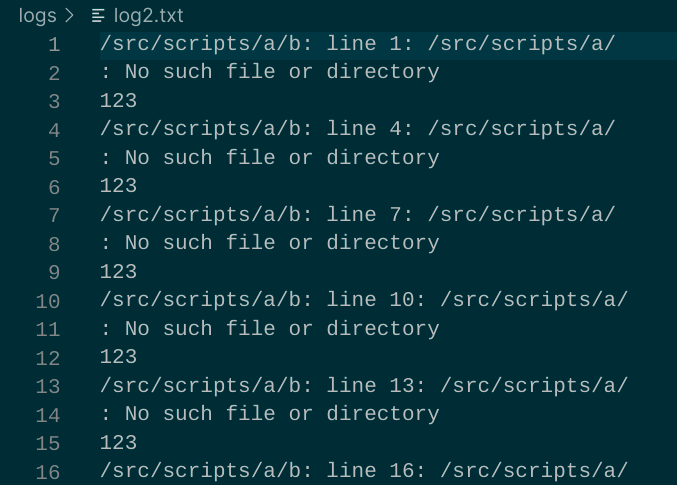 logs > log2.txt
1 /src/scripts/a/b: line 1: /src/scripts/a/
2 : No such file or directory
3 123
4 /src/scripts/a/b: line 4: /src/scripts/a/
5 : No such file or directory
6 123
7 /src/scripts/a/b: line 7: /src/scripts/a/
8 : No such file or directory
9 123
10 /src/scripts/a/b: line 10: /src/scripts/a/
11 : No such file or directory
12 123
13 /src/scripts/a/b: line 13: /src/scripts/a/
14 : No such file or directory
15 123
16 /src/scripts/a/b: line 16: /src/scripts/a/